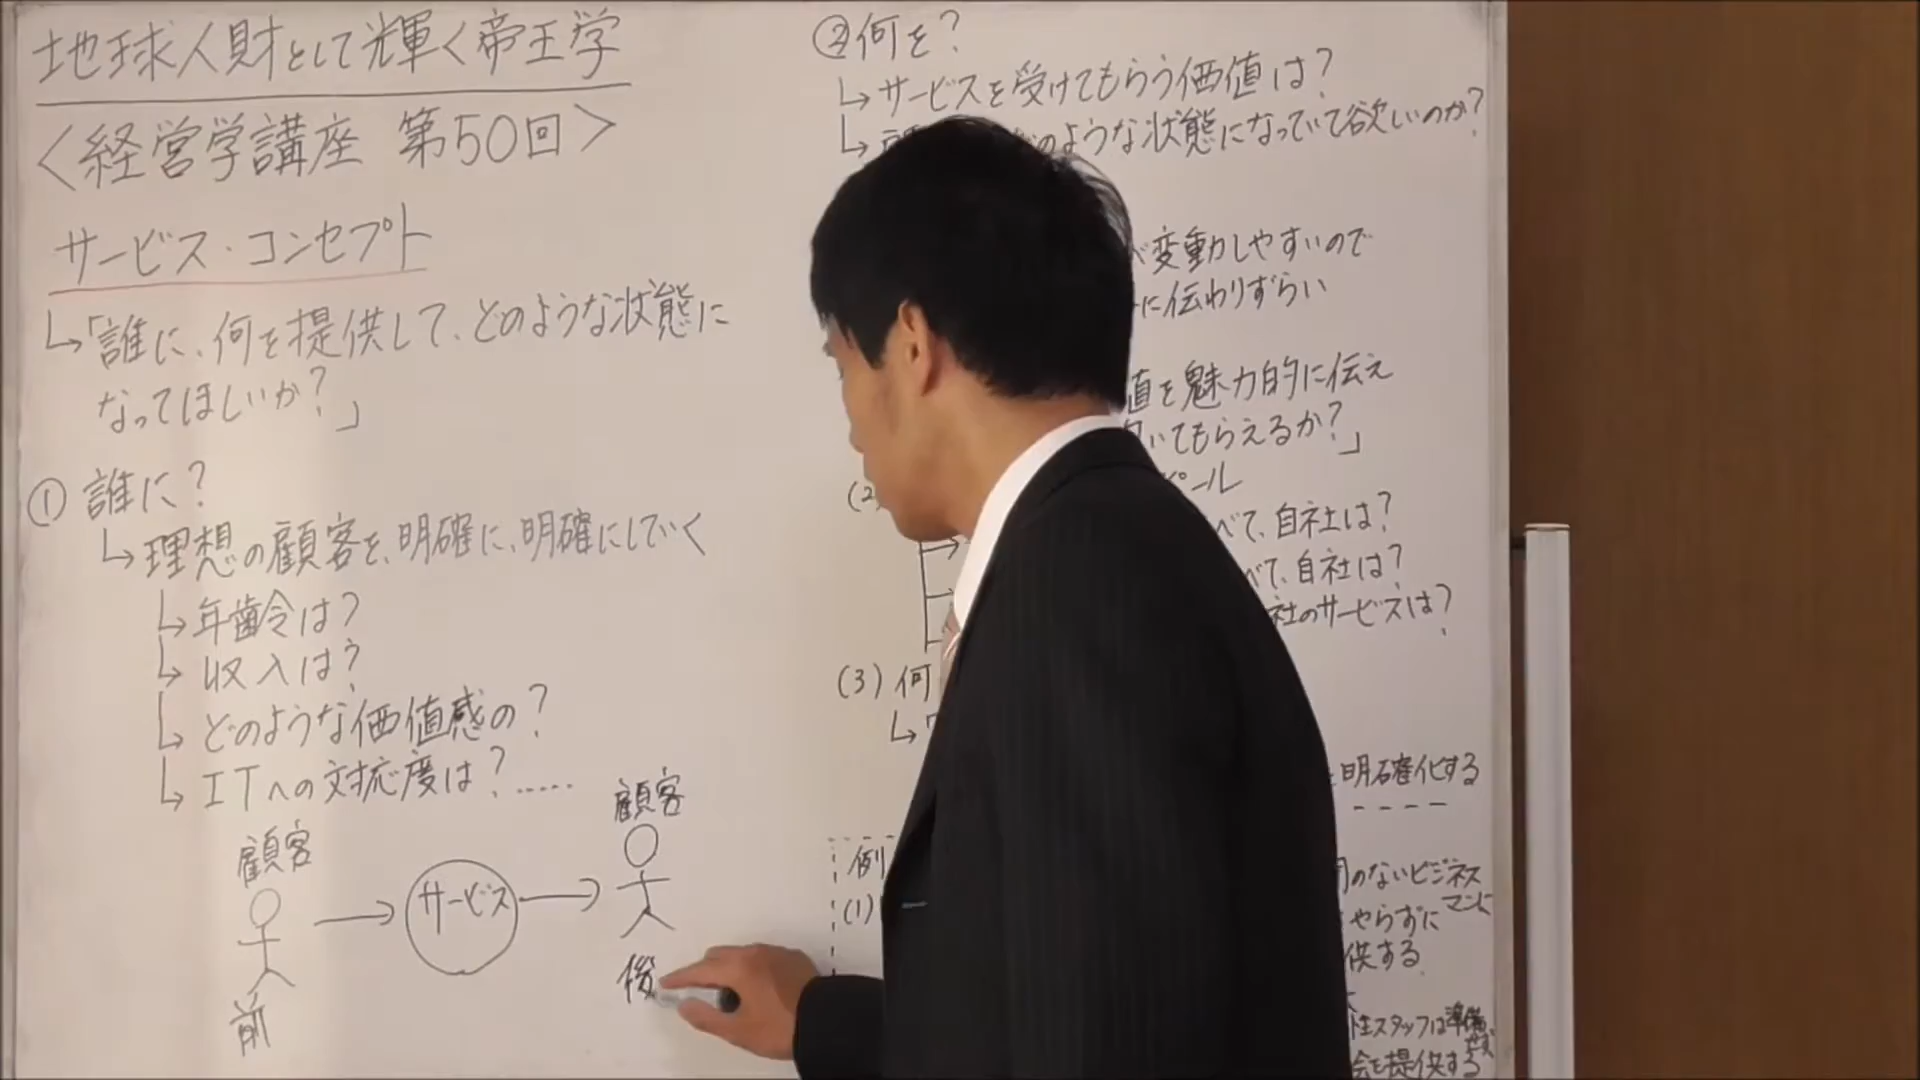 地球人財として輝く帝王学
<経営学講座 第50回>
サービス・コンセプト
↳「誰に、何を提供して、どのような状態に
なってほしいか?」
① 誰に?
↳理想の顧客を、明確に、明確にしていく
↳年齢は?
↳収入は?
↳どのような価値感の?
↳ITへの対応度は?.....
顧客
サービス
顧客
前
後
②何を?
↳サービスを受けてもらう価値は?
↳のような状態になっていて欲しいのか?
変動しやすいので
に伝わりずらい
値を魅力的に伝え
いてもらえるか?」
ピール
(2)
べて、自社は?
べて、自社は?
社のサービスは?
(3) 何
↳
明確化する
例
(1)
のないビジネス
マンに
やらずに
供する
性スタッフは準備
を提供する